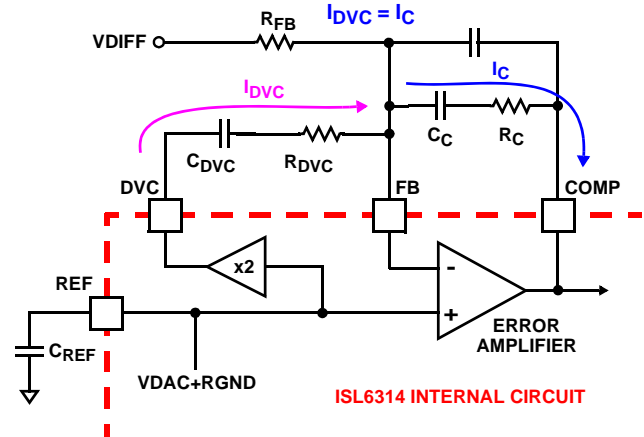 RFB
IDVC = IC
VDIFF
IDVC
IC
CC
RC
CDVC
RDVC
DVC
FB
COMP
x2
REF
-
+
CREF
ERROR
AMPLIFIER
VDAC+RGND
ISL6314 INTERNAL CIRCUIT